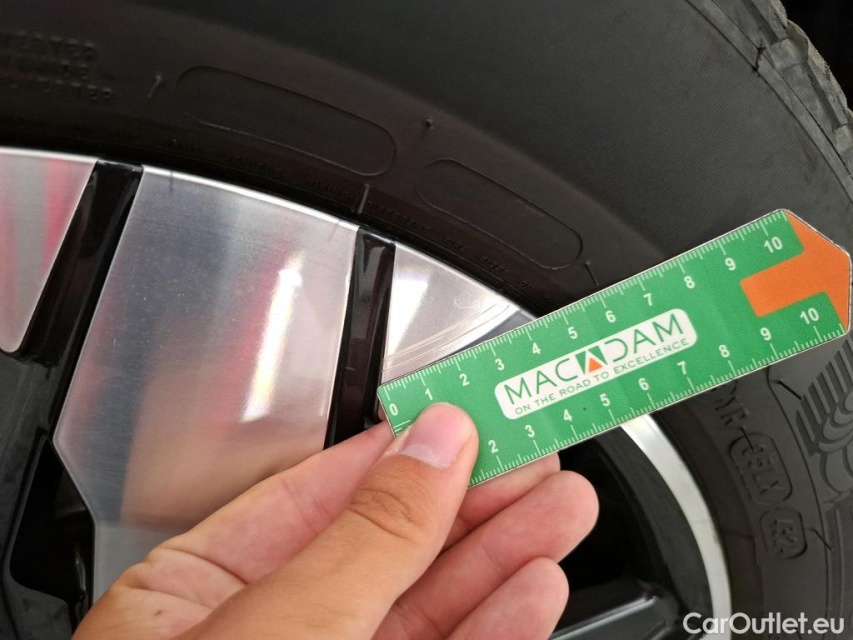 0 1 2 3 4 5 6 7 8 9 10
MACADAM
ON THE ROAD TO EXCELLENCE
2 3 4 5 6 7 8 9 10
CarOutlet.eu